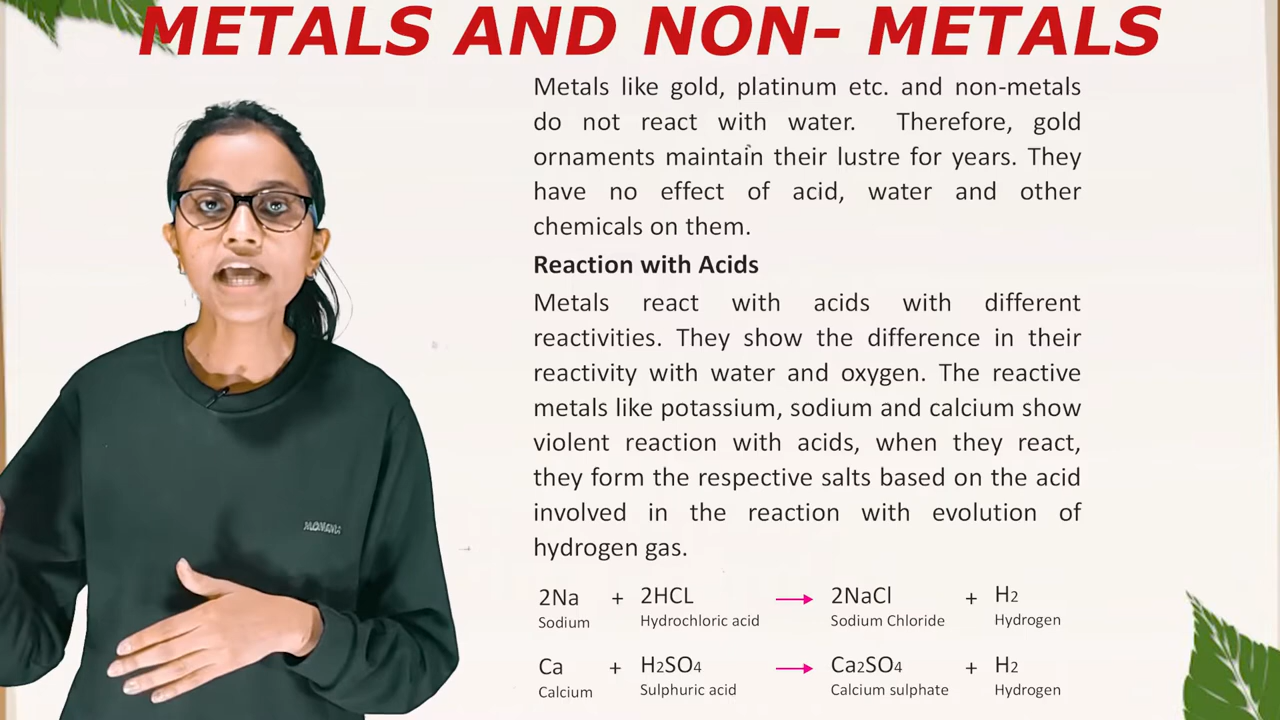 METALS AND NON- METALS
Metals like gold, platinum etc. and non-metals
do not react with water. Therefore, gold
ornaments maintain their lustre for years. They
have no effect of acid, water and other
chemicals on them.
Reaction with Acids
Metals react with acids with different
reactivities. They show the difference in their
reactivity with water and oxygen. The reactive
metals like potassium, sodium and calcium show
violent reaction with acids, when they react,
they form the respective salts based on the acid
involved in the reaction with evolution of
hydrogen gas.
2Na + 2HCL → 2NaCl + H2
Sodium Hydrochloric acid Sodium Chloride Hydrogen
Ca + H2SO4 → Ca2SO4 + H2
Calcium Sulphuric acid Calcium sulphate Hydrogen